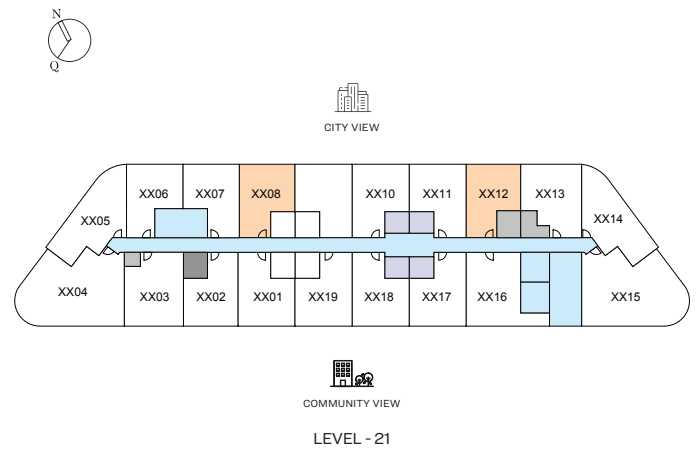 N
Q
CITY VIEW
XX06 XX07 XX08 XX10 XX11 XX12 XX13
XX05 XX14
XX04 XX03 XX02 XX01 XX19 XX18 XX17 XX16 XX15
COMMUNITY VIEW
LEVEL - 21